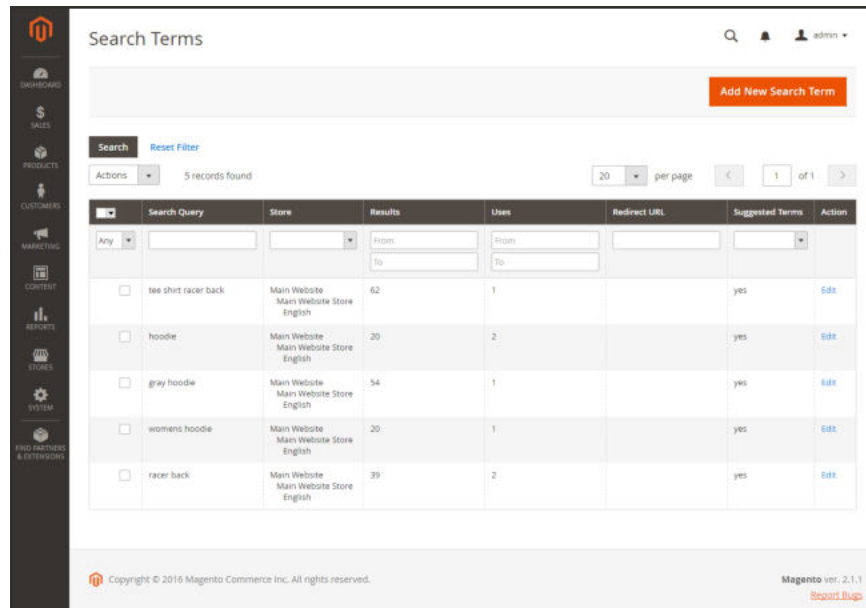 Search Terms
admin
DASHBOARD
SALES
PRODUCTS
CUSTOMERS
MARKETING
CONTENT
REPORTS
STORES
SYSTEM
FIND PARTNERS
& EXTENSIONS
Add New Search Term
Search Reset Filter
Actions 5 records found 20 per page 1 of 1
Search Query Store Results Uses Redirect URL Suggested Terms Action
Any From From
To To
tee shirt racer back Main Website 62 1 yes Edit
Main Website Store
English
hoodie Main Website 20 2 yes Edit
Main Website Store
English
gray hoodie Main Website 54 1 yes Edit
Main Website Store
English
womens hoodie Main Website 20 1 yes Edit
Main Website Store
English
racer back Main Website 39 2 yes Edit
Main Website Store
English
Copyright © 2016 Magento Commerce Inc. All rights reserved. Magento ver. 2.1.1
Report Bugs